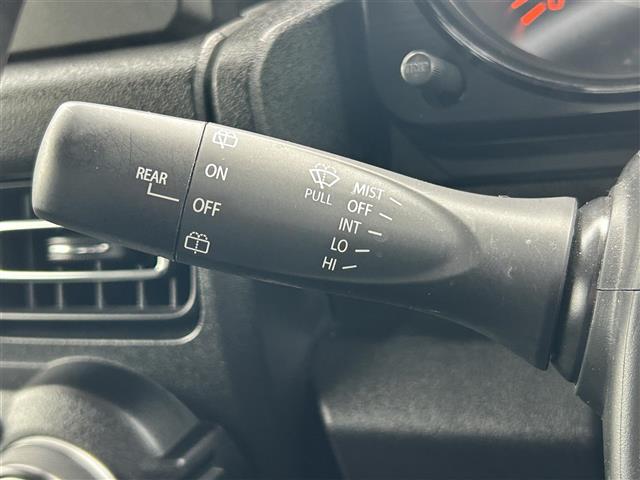 REAR
ON
OFF
PULL
MIST
OFF
INT
LO
HI